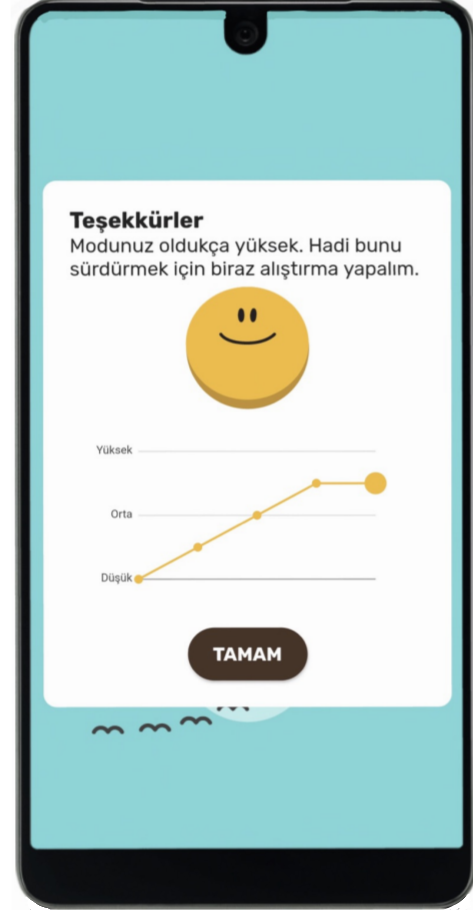 Teşekkürler
Modunuz oldukça yüksek. Hadi bunu
sürdürmek için biraz alıştırma yapalım.
Yüksek
Orta
Düşük
TAMAM